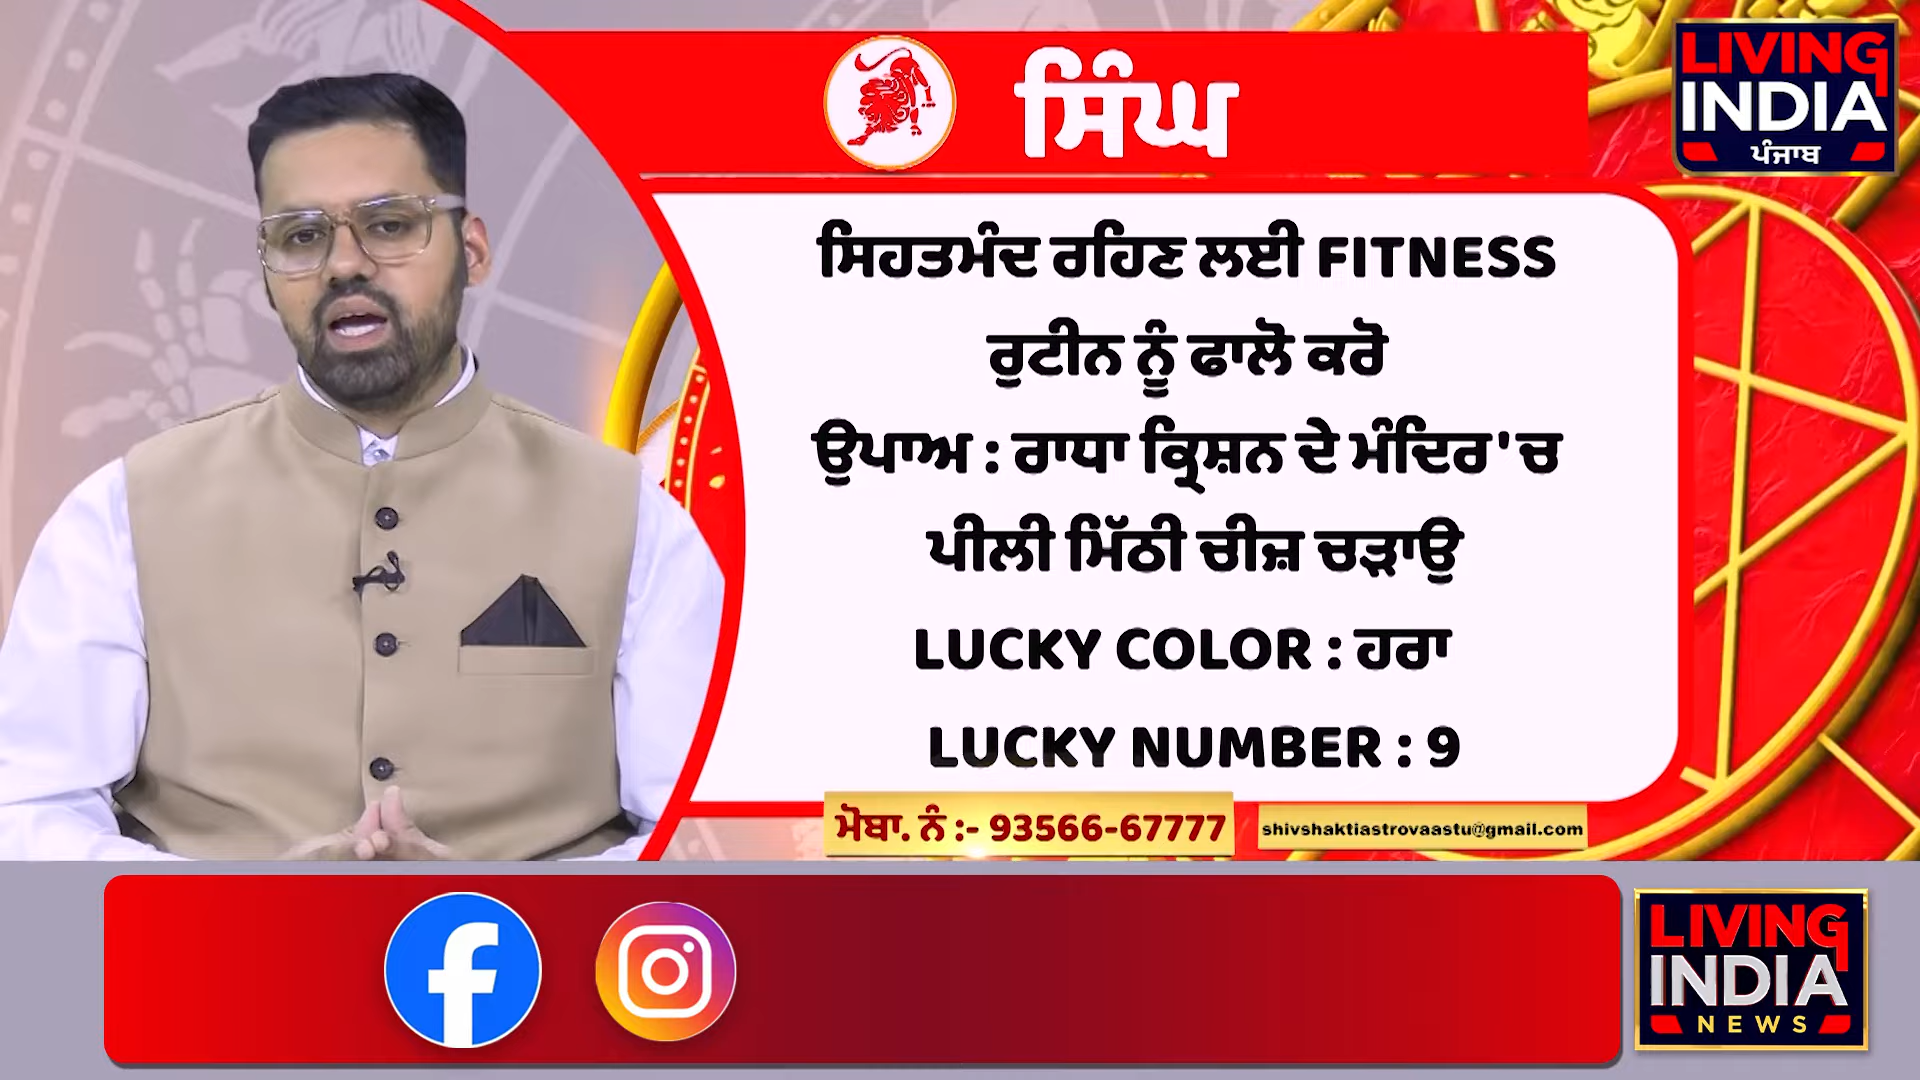 ਸਿੰਘ
LIVING
INDIA
ਪੰਜਾਬ
ਸਿਹਤਮੰਦ ਰਹਿਣ ਲਈ FITNESS
ਰੁਟੀਨ ਨੂੰ ਫਾਲੋ ਕਰੋ
ਉਪਾਅ : ਰਾਧਾ ਕ੍ਰਿਸ਼ਨ ਦੇ ਮੰਦਿਰ'ਚ
ਪੀਲੀ ਮਿੱਠੀ ਚੀਜ਼ ਚੜਾਉ
LUCKY COLOR : ਹਰਾ
LUCKY NUMBER : 9
ਮੋਬਾ. ਨੰ :- 93566-67777
shivshaktiastrovaastu@gmail.com
LIVING
INDIA
NEWS